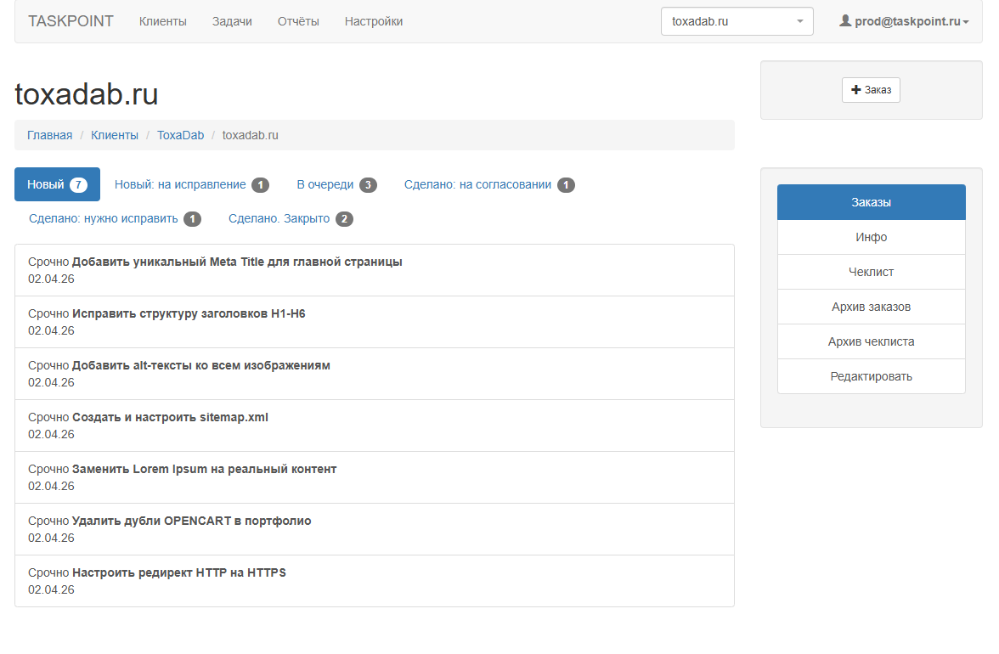 TASKPOINT Клиенты Задачи Отчёты Настройки toxadab.ru prod@taskpoint.ru
toxadab.ru
Заказ
Главная / Клиенты / ToxaDab / toxadab.ru
Новый 7 Новый: на исправление 1 В очереди 3 Сделано: на согласовании 1
Сделано: нужно исправить 1 Сделано. Закрыто 2
Срочно Добавить уникальный Meta Title для главной страницы
02.04.26
Срочно Исправить структуру заголовков H1-H6
02.04.26
Срочно Добавить alt-тексты ко всем изображениям
02.04.26
Срочно Создать и настроить sitemap.xml
02.04.26
Срочно Заменить Lorem Ipsum на реальный контент
02.04.26
Срочно Удалить дубли OPENCART в портфолио
02.04.26
Срочно Настроить редирект HTTP на HTTPS
02.04.26
Заказы
Инфо
Чеклист
Архив заказов
Архив чеклиста
Редактировать